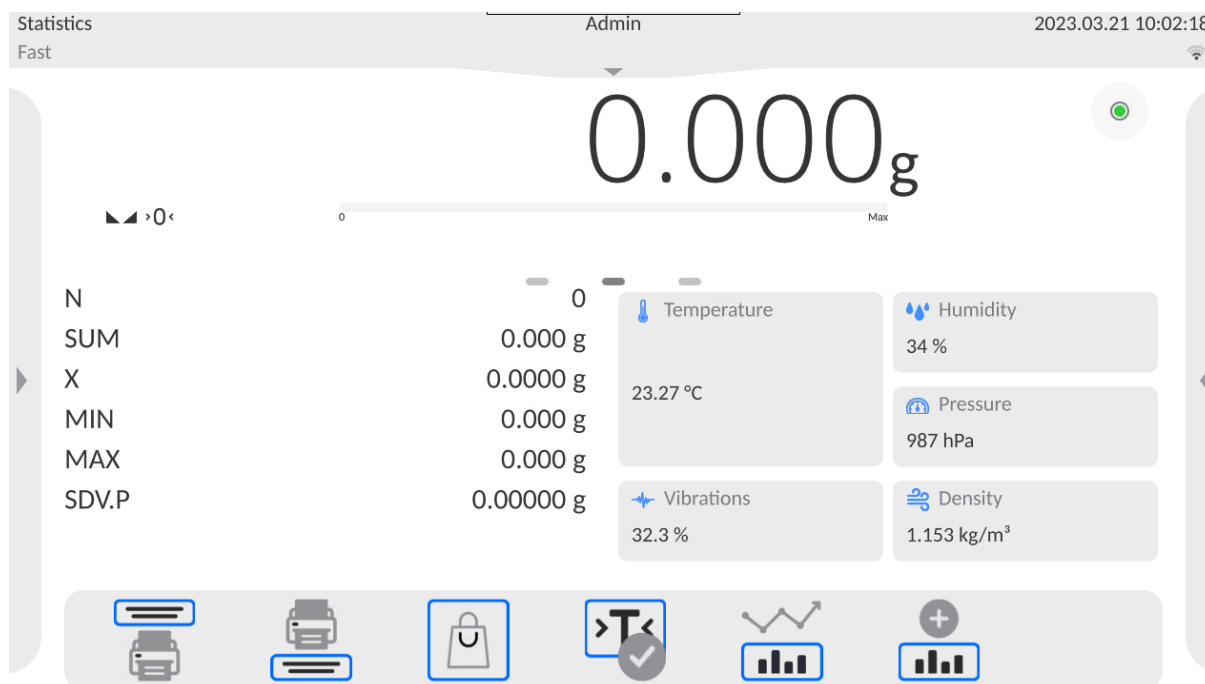 Statistics
Admin
2023.03.21 10:02:18
Fast
0.000 g
>0<
0
Max
N 0
SUM 0.000 g
X 0.0000 g
MIN 0.000 g
MAX 0.000 g
SDV.P 0.00000 g
Temperature
23.27 °C
Humidity
34 %
Pressure
987 hPa
Vibrations
32.3 %
Density
1.153 kg/m³
>T<